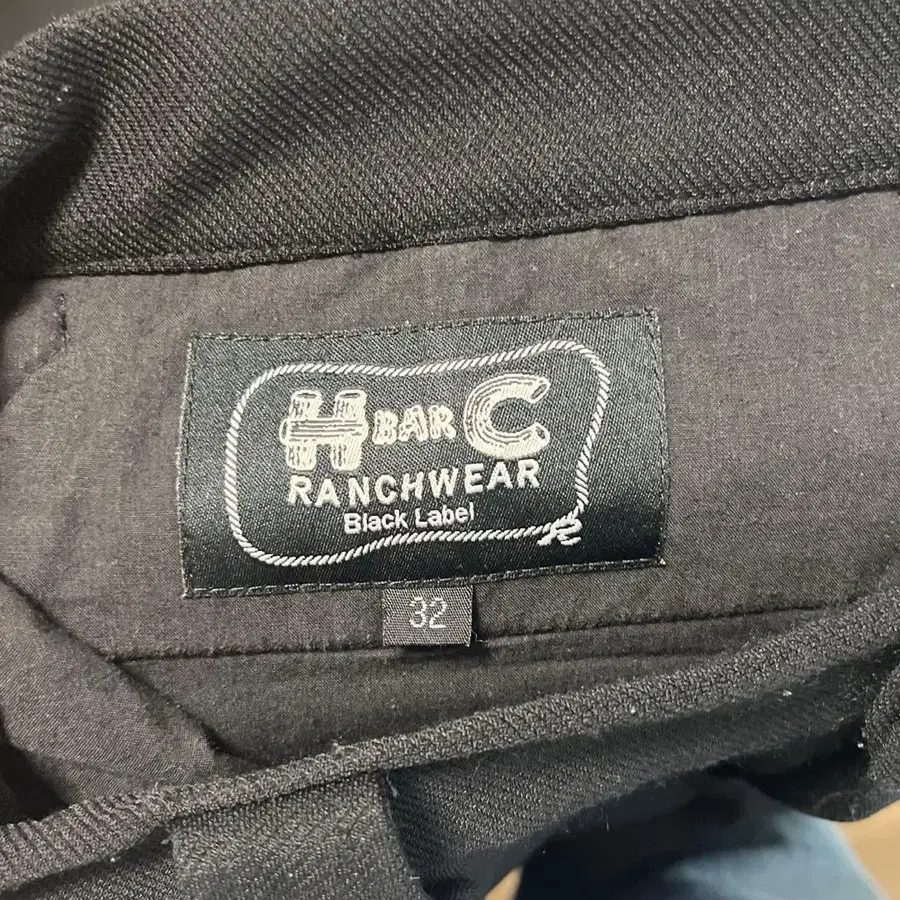 H BAR C
RANCHWEAR
Black Label
32